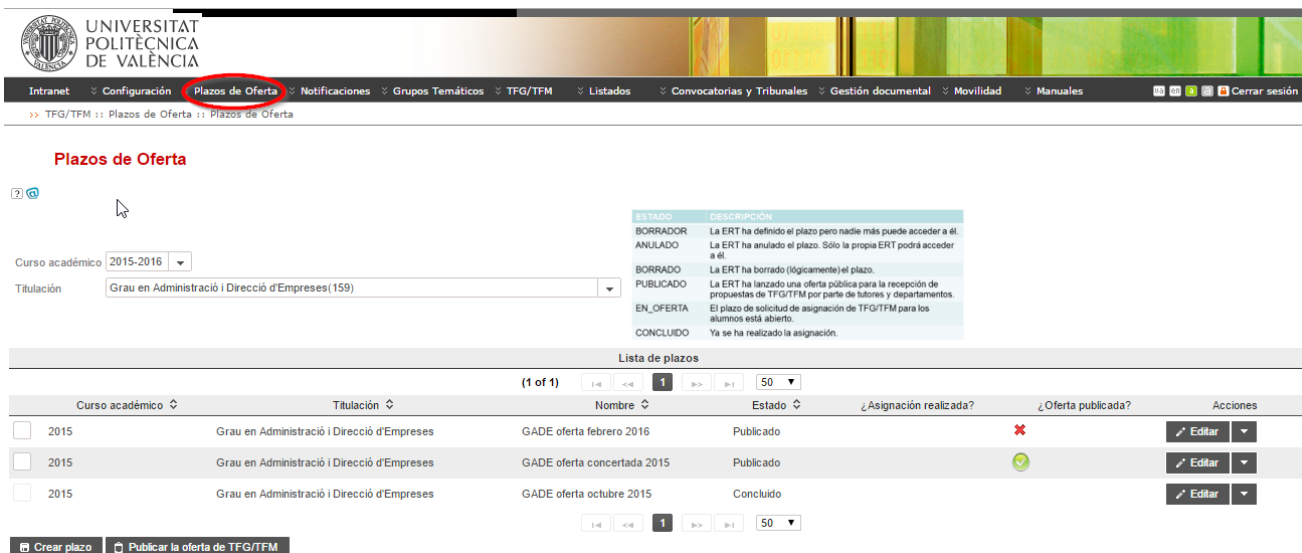 UNIVERSITAT
POLITÈCNICA
DE VALÈNCIA
Intranet Configuración Plazos de Oferta Notificaciones Grupos Temáticos TFG/TFM Listados Convocatorias y Tribunales Gestión documental Movilidad Manuales va en a Cerrar sesión
>> TFG/TFM :: Plazos de Oferta :: Plazos de Oferta
Plazos de Oferta
? @
ESTADO DESCRIPCIÓN
BORRADOR La ERT ha definido el plazo pero nadie más puede acceder a él.
ANULADO La ERT ha anulado el plazo. Sólo la propia ERT podrá acceder
a él.
BORRADO La ERT ha borrado (lógicamente) el plazo.
PUBLICADO La ERT ha lanzado una oferta pública para la recepción de
propuestas de TFG/TFM por parte de tutores y departamentos.
EN_OFERTA El plazo de solicitud de asignación de TFG/TFM para los
alumnos está abierto.
CONCLUIDO Ya se ha realizado la asignación.
Curso académico 2015-2016
Titulación Grau en Administració i Direcció d'Empreses(159)
Lista de plazos
(1 of 1) 1 50
Curso académico Titulación Nombre Estado ¿Asignación realizada? ¿Oferta publicada? Acciones
2015 Grau en Administració i Direcció d'Empreses GADE oferta febrero 2016 Publicado Editar
2015 Grau en Administració i Direcció d'Empreses GADE oferta concertada 2015 Publicado Editar
2015 Grau en Administració i Direcció d'Empreses GADE oferta octubre 2015 Concluido Editar
1 50
Crear plazo Publicar la oferta de TFG/TFM